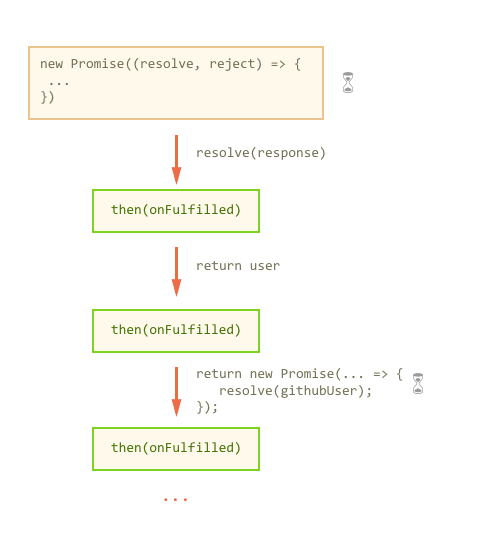 new Promise((resolve, reject) => {
 ...
})
resolve(response)
then(onFulfilled)
return user
then(onFulfilled)
return new Promise(... => {
   resolve(githubUser);
});
then(onFulfilled)
...